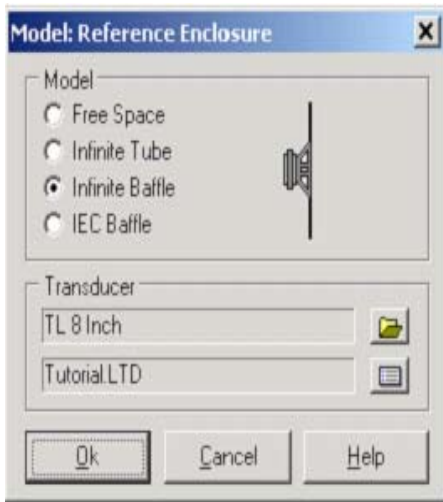 Model: Reference Enclosure
Model
Free Space
Infinite Tube
Infinite Baffle
IEC Baffle
Transducer
TL 8 Inch
Tutorial.LTD
Ok
Cancel
Help